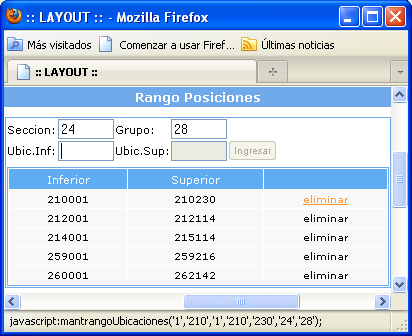 :: LAYOUT :: - Mozilla Firefox
Más visitados Comenzar a usar Firef... Últimas noticias
:: LAYOUT ::
Rango Posiciones
Seccion: 24 Grupo: 28
Ubic.Inf: Ubic.Sup: Ingresar
Inferior Superior
210001 210230 eliminar
212001 212114 eliminar
214001 215114 eliminar
259001 259216 eliminar
260001 262142 eliminar
javascript:mantrangoUbicaciones('1','210','1','210','230','24','28');